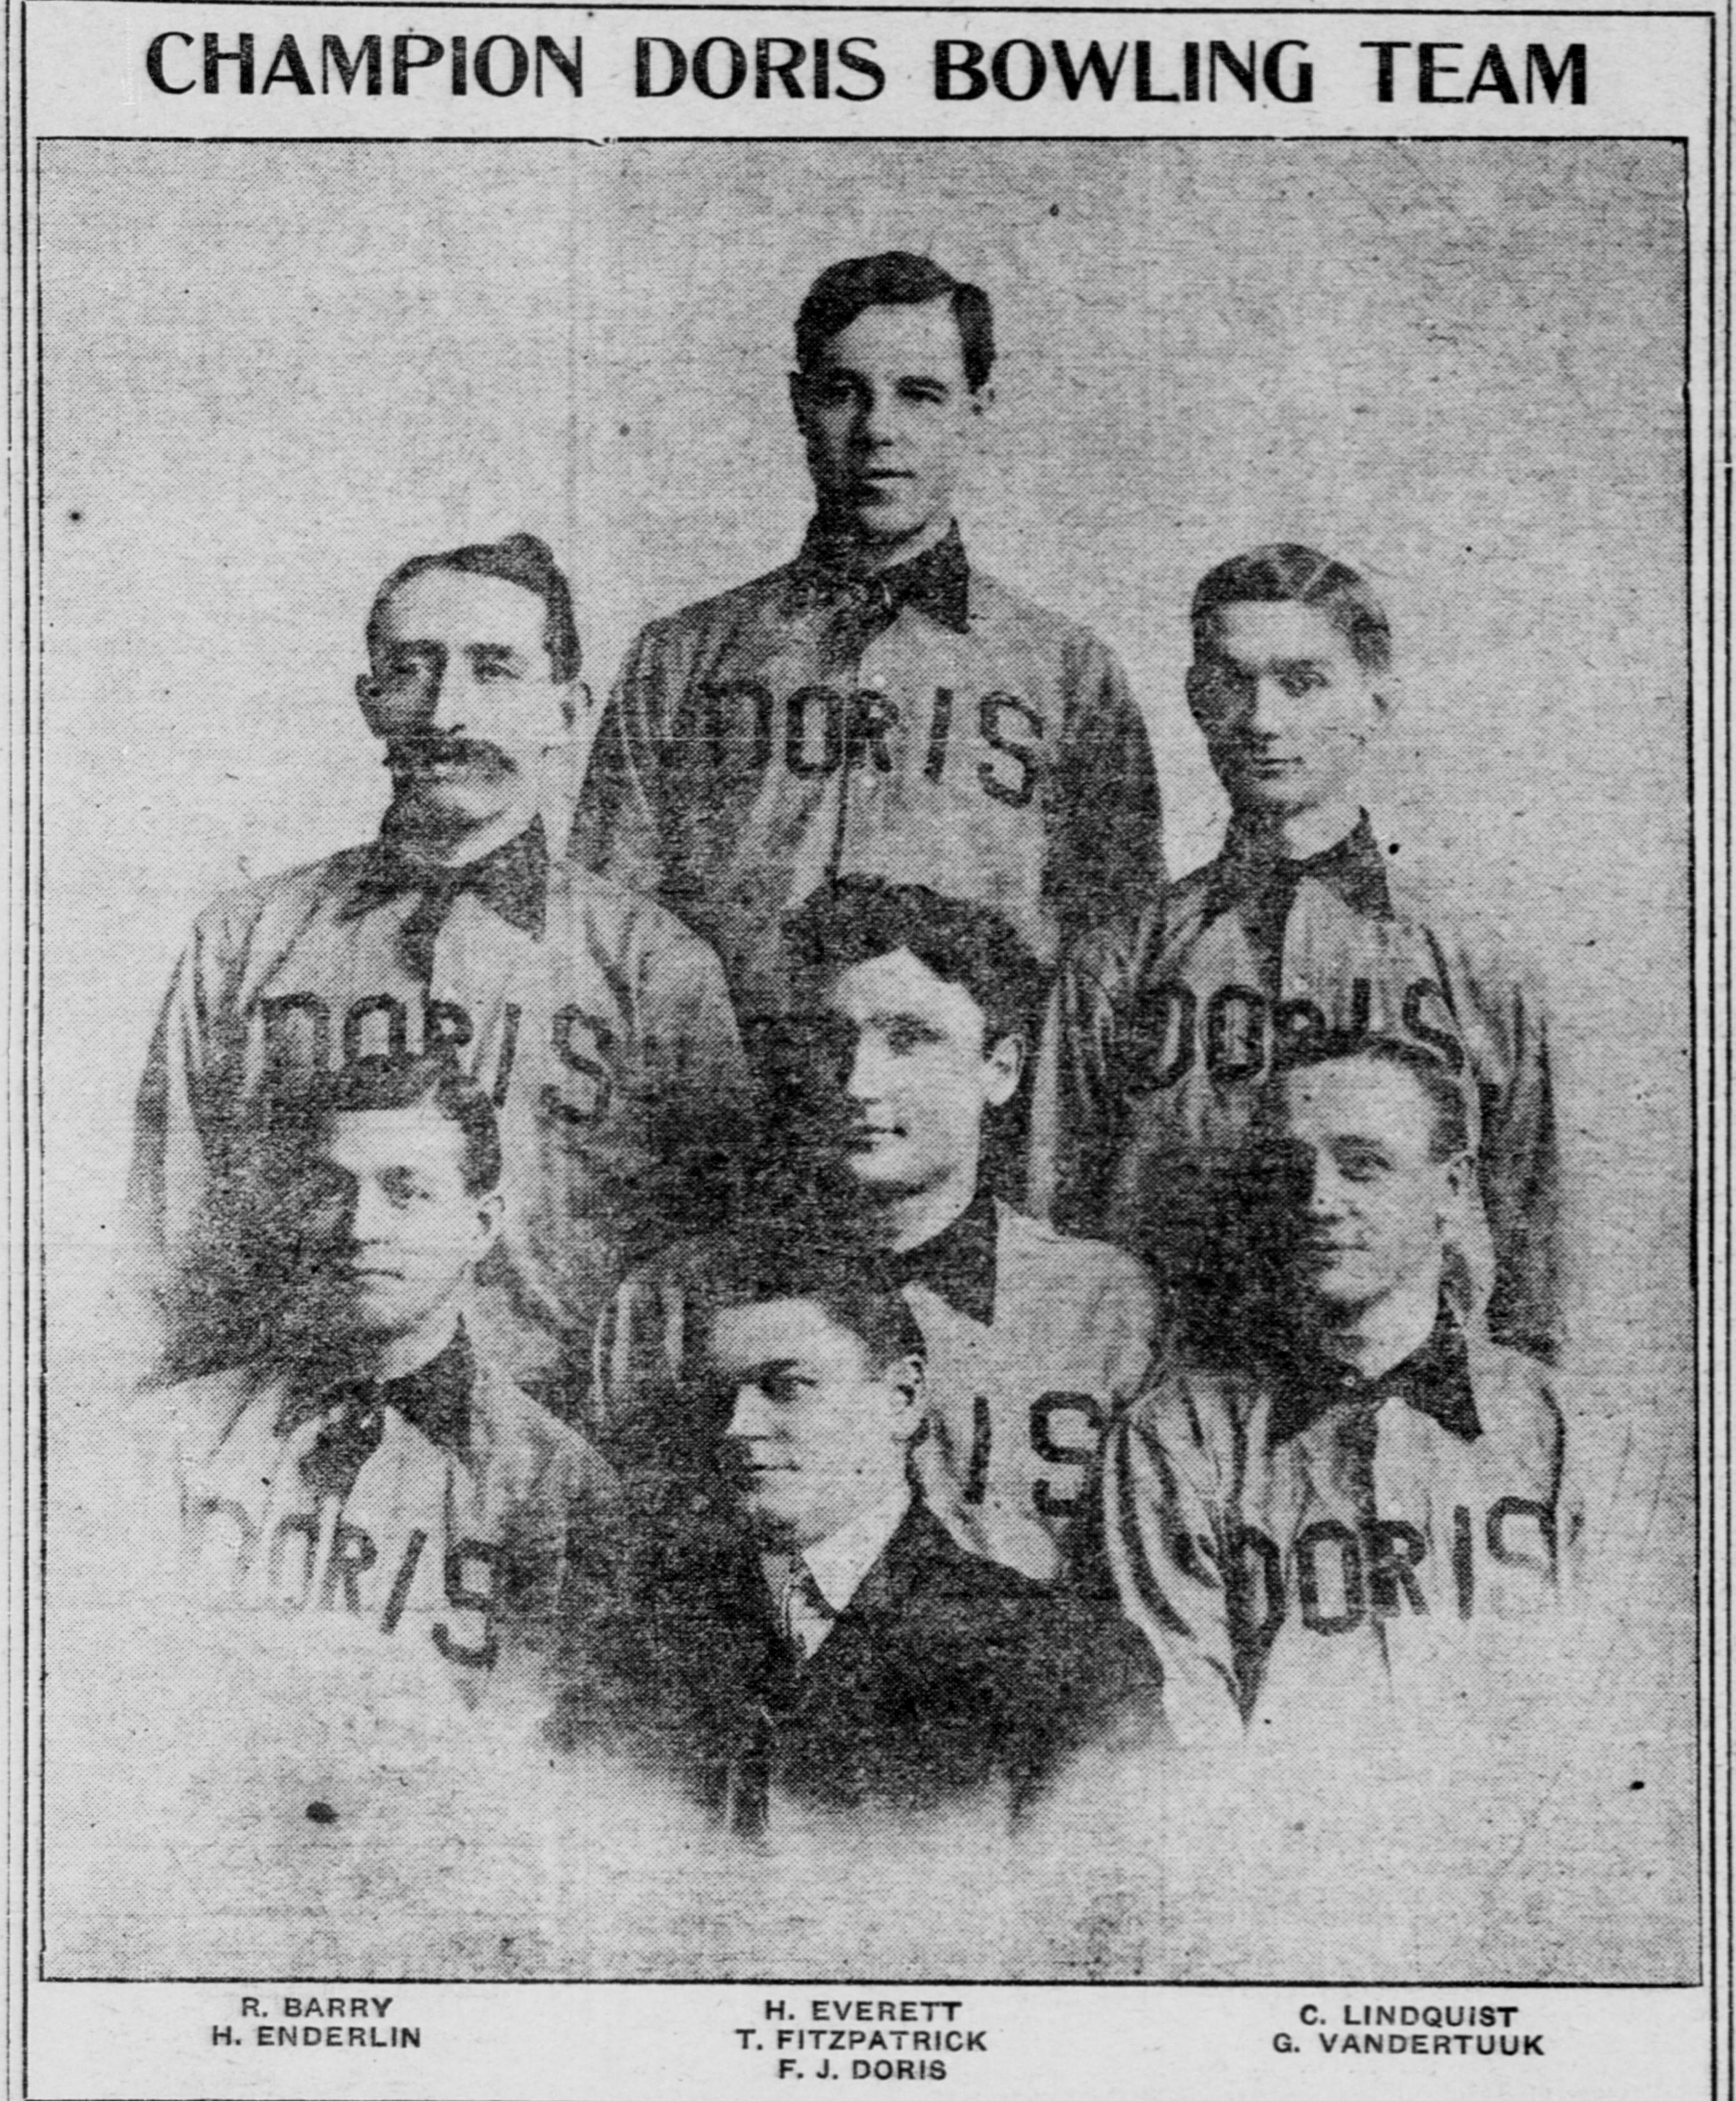 CHAMPION DORIS BOWLING TEAM
DORIS
DORIS
DORIS
IS
DORIS
DORIS
R. BARRY
H. ENDERLIN
H. EVERETT
T. FITZPATRICK
F. J. DORIS
C. LINDQUIST
G. VANDERTUUK